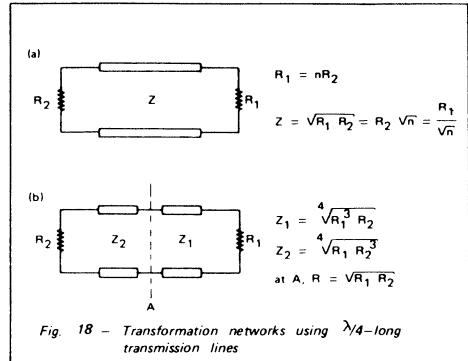 (a)
R₂ Z R₁
R₁ = nR₂
Z = √(R₁ R₂) = R₂ √n = R₁/√n
(b)
R₂ Z₂ Z₁ R₁
A
Z₁ = ⁴√(R₁³ R₂)
Z₂ = ⁴√(R₁ R₂³)
at A, R = √(R₁ R₂)
Fig. 18 – Transformation networks using λ/4-long
transmission lines